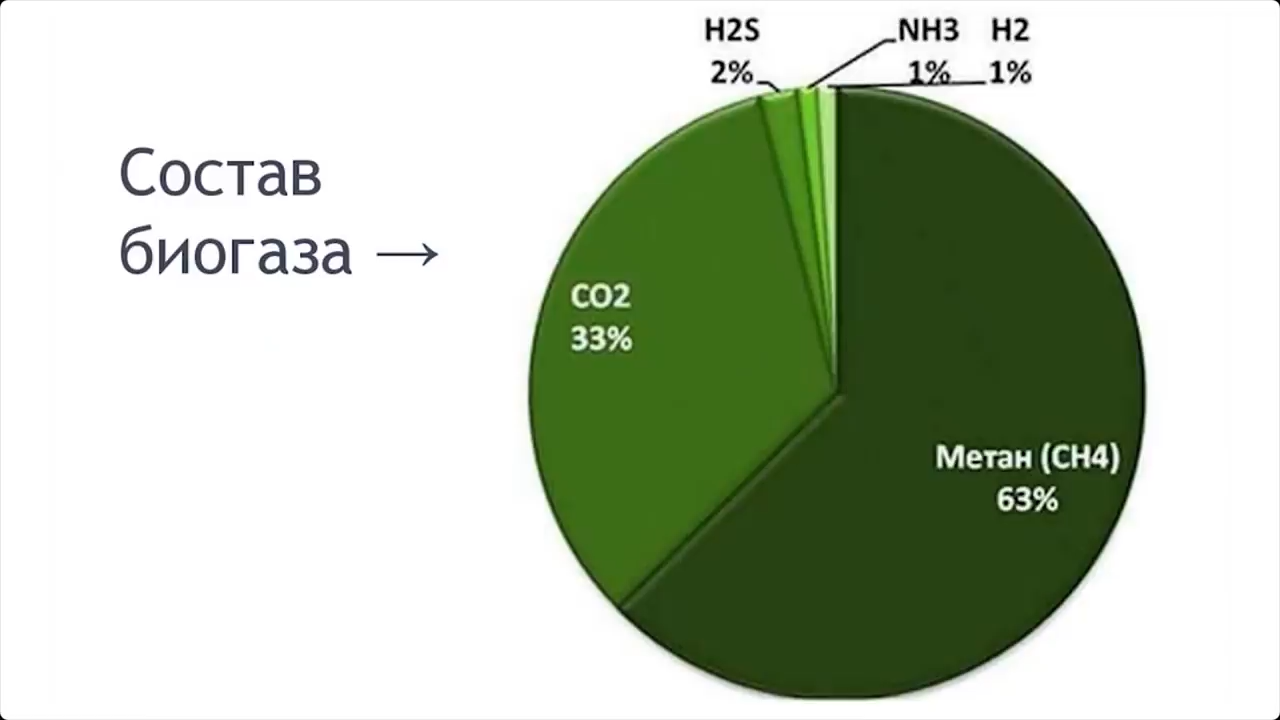 Состав
биогаза →
H2S
2%
NH3
1%
H2
1%
CO2
33%
Метан (CH4)
63%